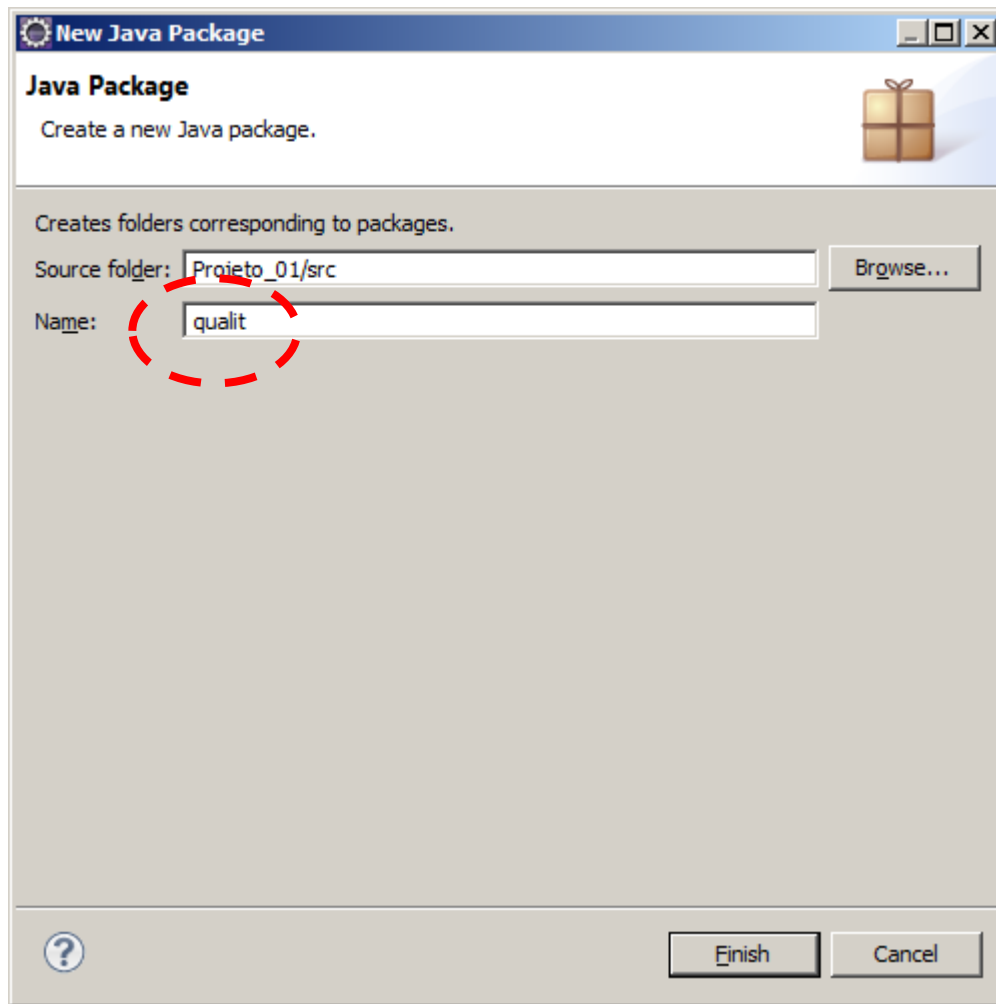 New Java Package
Java Package
Create a new Java package.
Creates folders corresponding to packages.
Source folder: Projeto_01/src Browse...
Name: qualit
? Finish Cancel